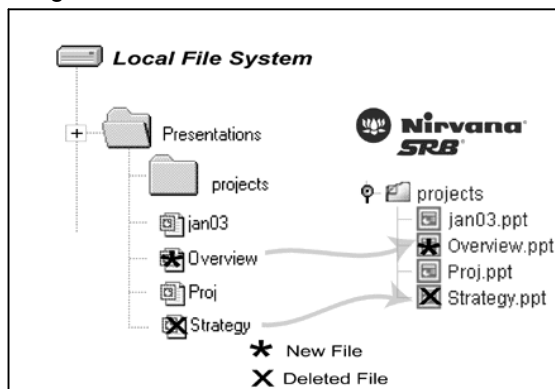 Local File System
Presentations
projects
jan03
Overview
Proj
Strategy
Nirvana
SRB
projects
jan03.ppt
Overview.ppt
Proj.ppt
Strategy.ppt
New File
Deleted File